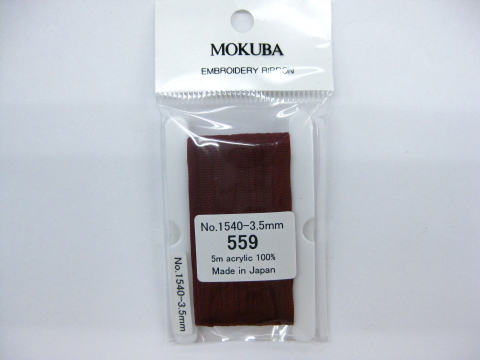 MOKUBA
EMBROIDERY RIBBON
No.1540-3.5mm
559
5m acrylic 100%
Made in Japan
No.1540-3.5mm